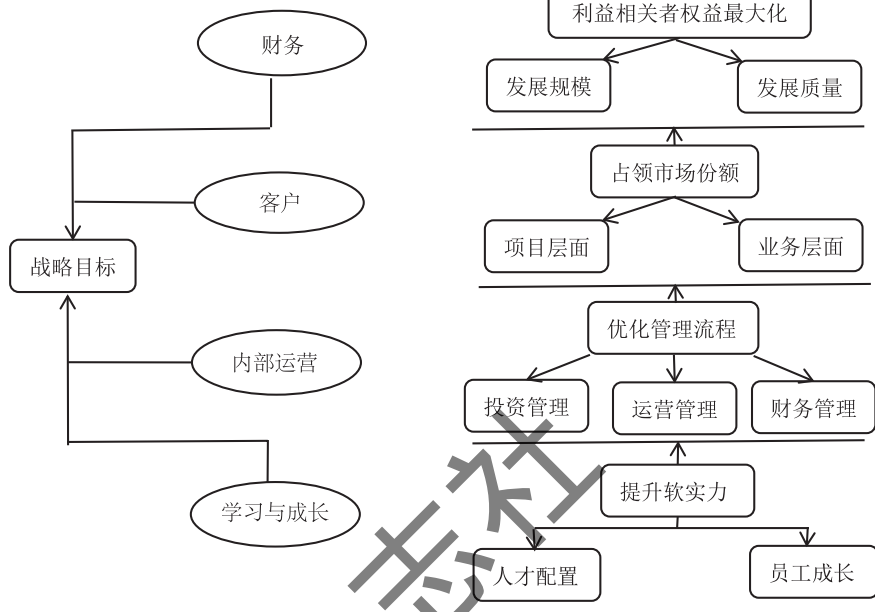 财务
客户
战略目标
内部运营
学习与成长
利益相关者权益最大化
发展规模
发展质量
占领市场份额
项目层面
业务层面
优化管理流程
投资管理
运营管理
财务管理
提升软实力
人才配置
员工成长
志社